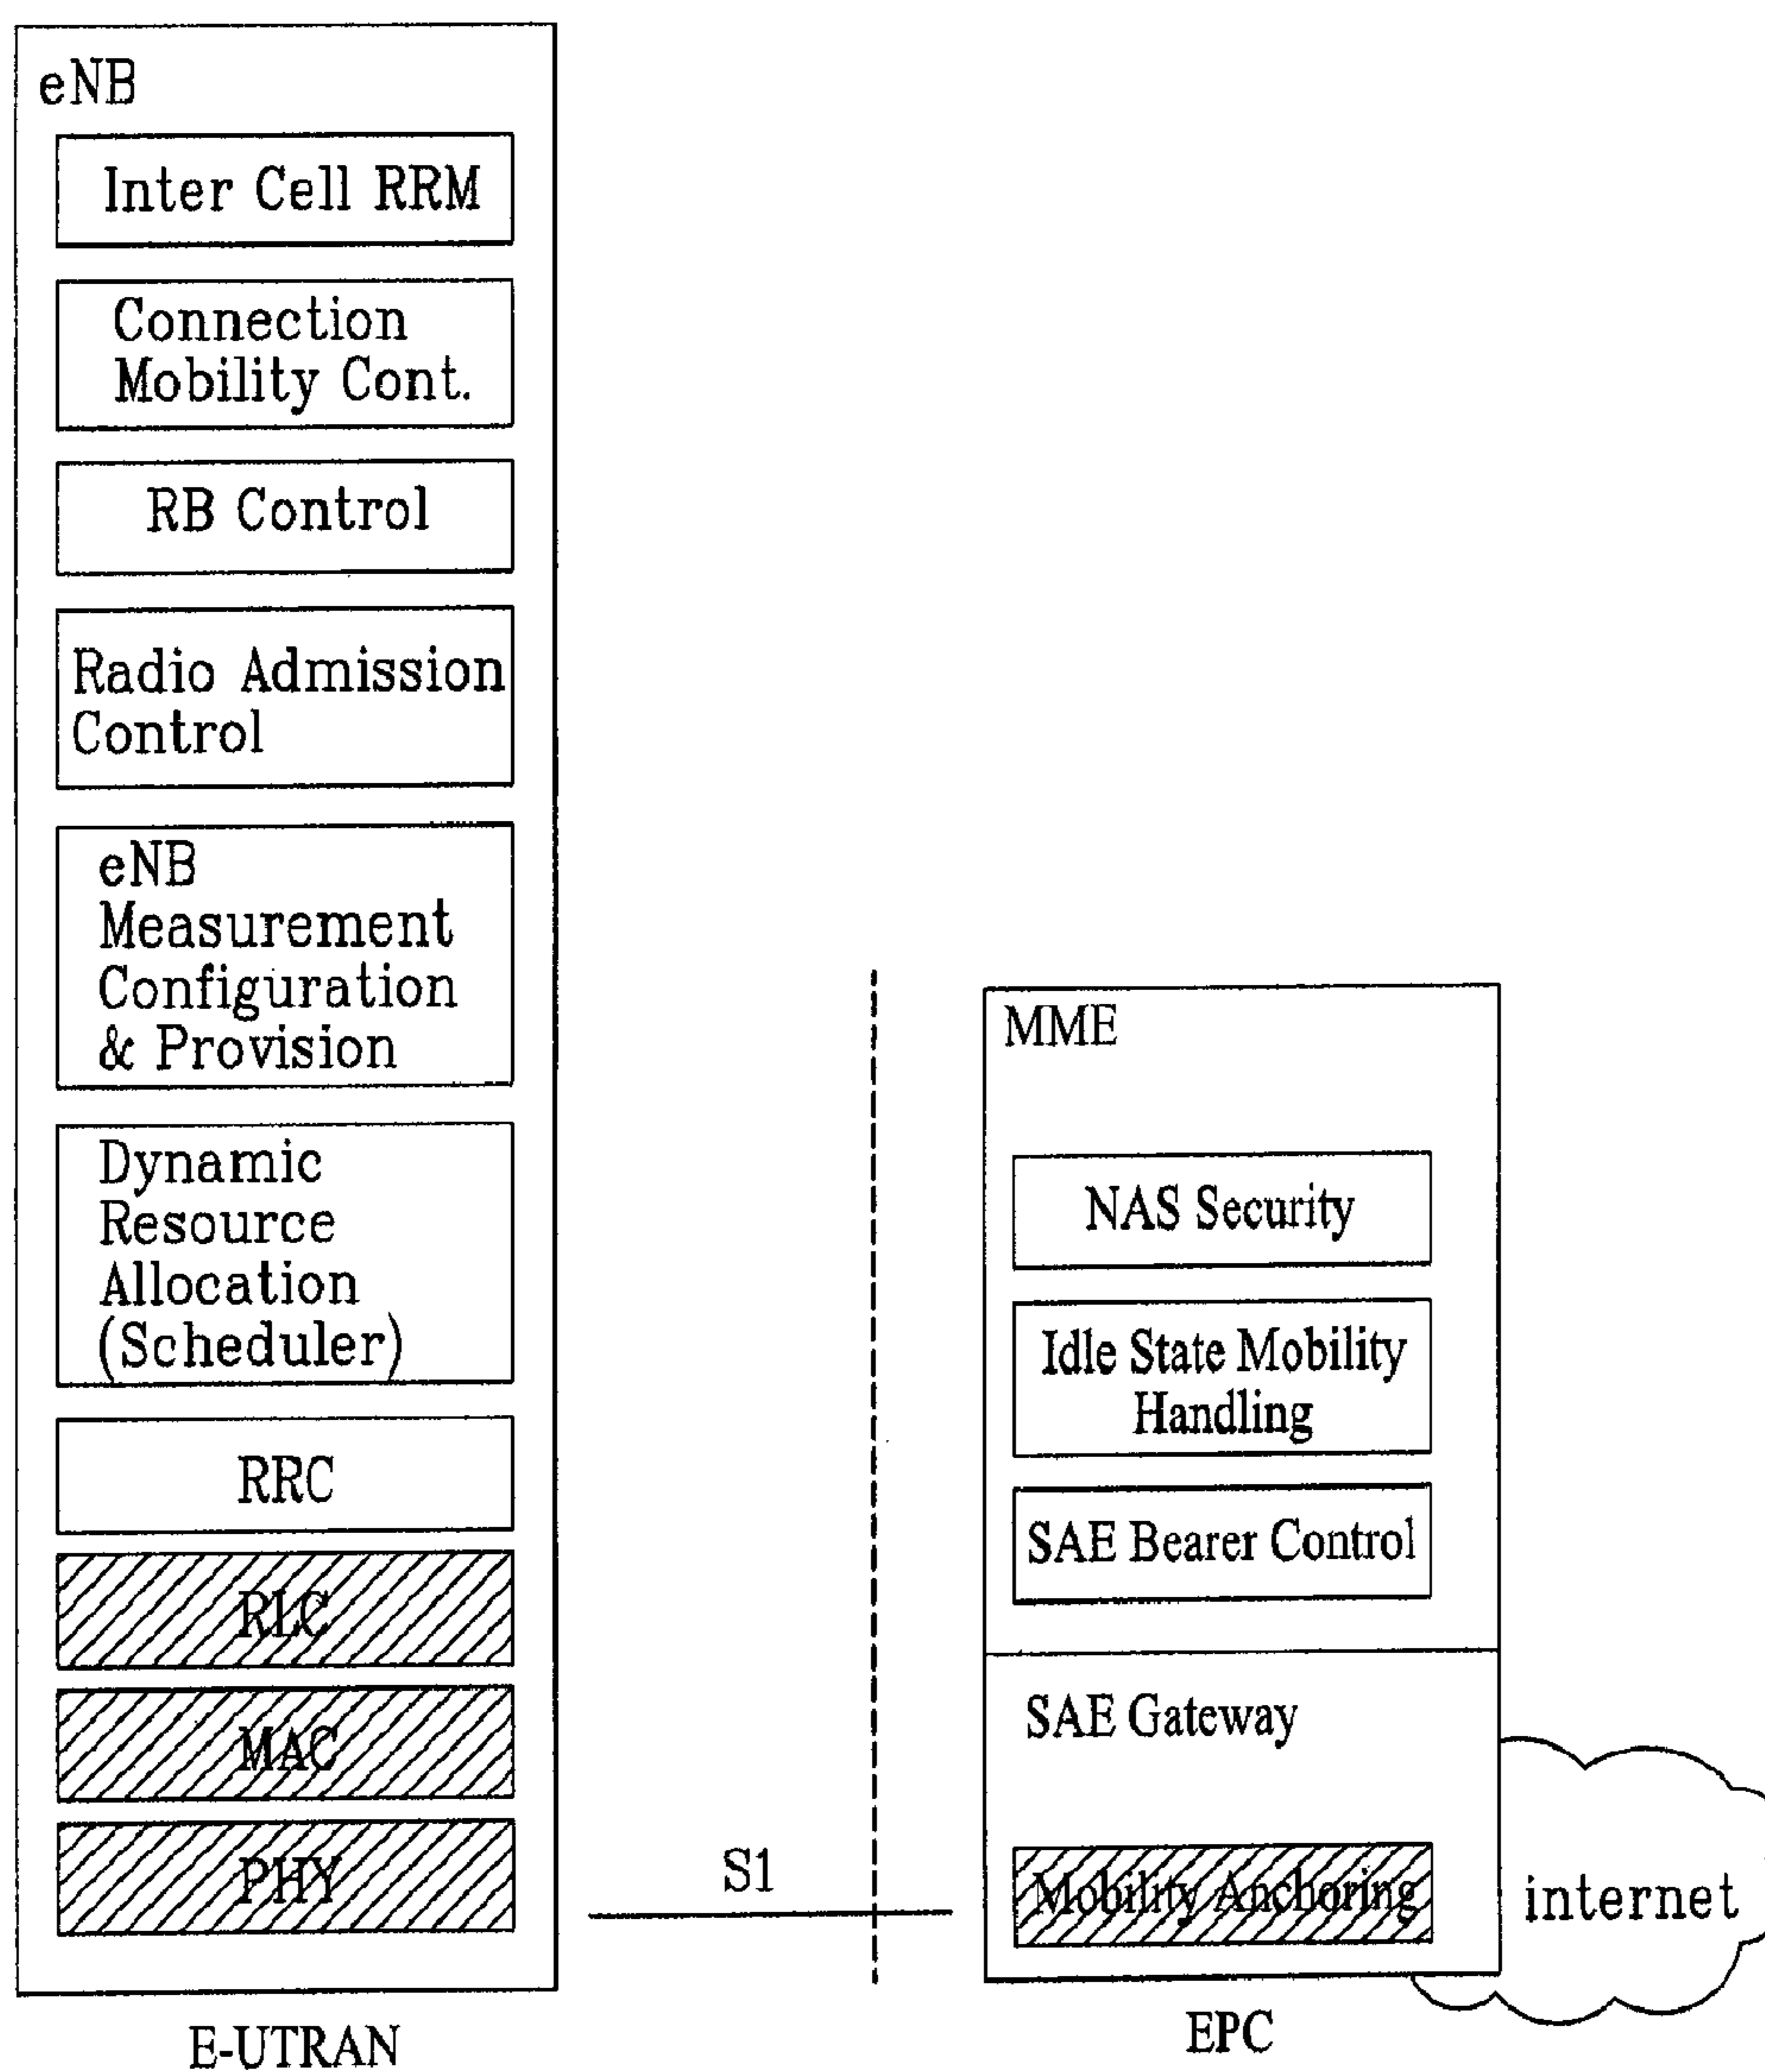 eNB
Inter Cell RRM
Connection
Mobility Cont.
RB Control
Radio Admission
Control
eNB
Measurement
Configuration
& Provision
Dynamic
Resource
Allocation
(Scheduler)
RRC
RLC
MAC
PHY
E-UTRAN
S1
MME
NAS Security
Idle State Mobility
Handling
SAE Bearer Control
SAE Gateway
Mobility Anchoring
EPC
internet